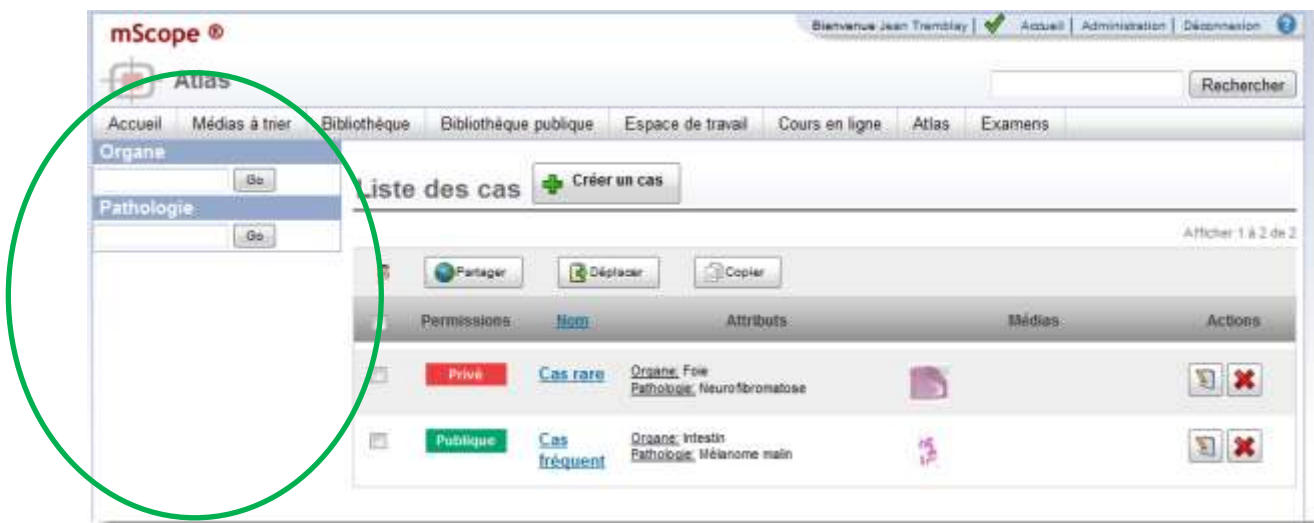 mScope ®
Bienvenue Jean Tremblay | Accueil | Administration | Déconnexion
Atlas
Rechercher
Accueil Médias à trier Bibliothèque Bibliothèque publique Espace de travail Cours en ligne Atlas Examens
Organe
Go
Pathologie
Go
Liste des cas Créer un cas
Afficher 1 à 2 de 2
Partager Déplacer Copier
Permissions Nom Attributs Médias Actions
Privé Cas rare Organe: Foie
Pathologie: Neurofibromatose
Publique Cas Organe: Intestin
fréquent Pathologie: Mélanome malin